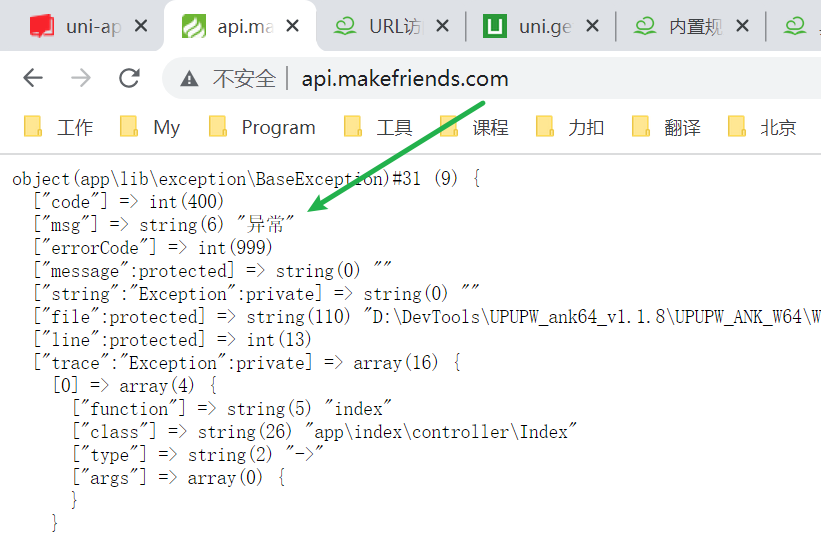 uni-ap
api.ma
URL访
uni.ge
内置规
不安全
api.makefriends.com
工作
My
Program
工具
课程
力扣
翻译
北京
object(app\lib\exception\BaseException)#31 (9) {
["code"] => int(400)
["msg"] => string(6) "异常"
["errorCode"] => int(999)
["message":protected] => string(0) ""
["string":"Exception":private] => string(0) ""
["file":protected] => string(110) "D:\DevTools\UPUPW_ank64_v1.1.8\UPUPW_ANK_W64\W
["line":protected] => int(13)
["trace":"Exception":private] => array(16) {
[0] => array(4) {
["function"] => string(5) "index"
["class"] => string(26) "app\index\controller\Index"
["type"] => string(2) "->"
["args"] => array(0) {
}
}